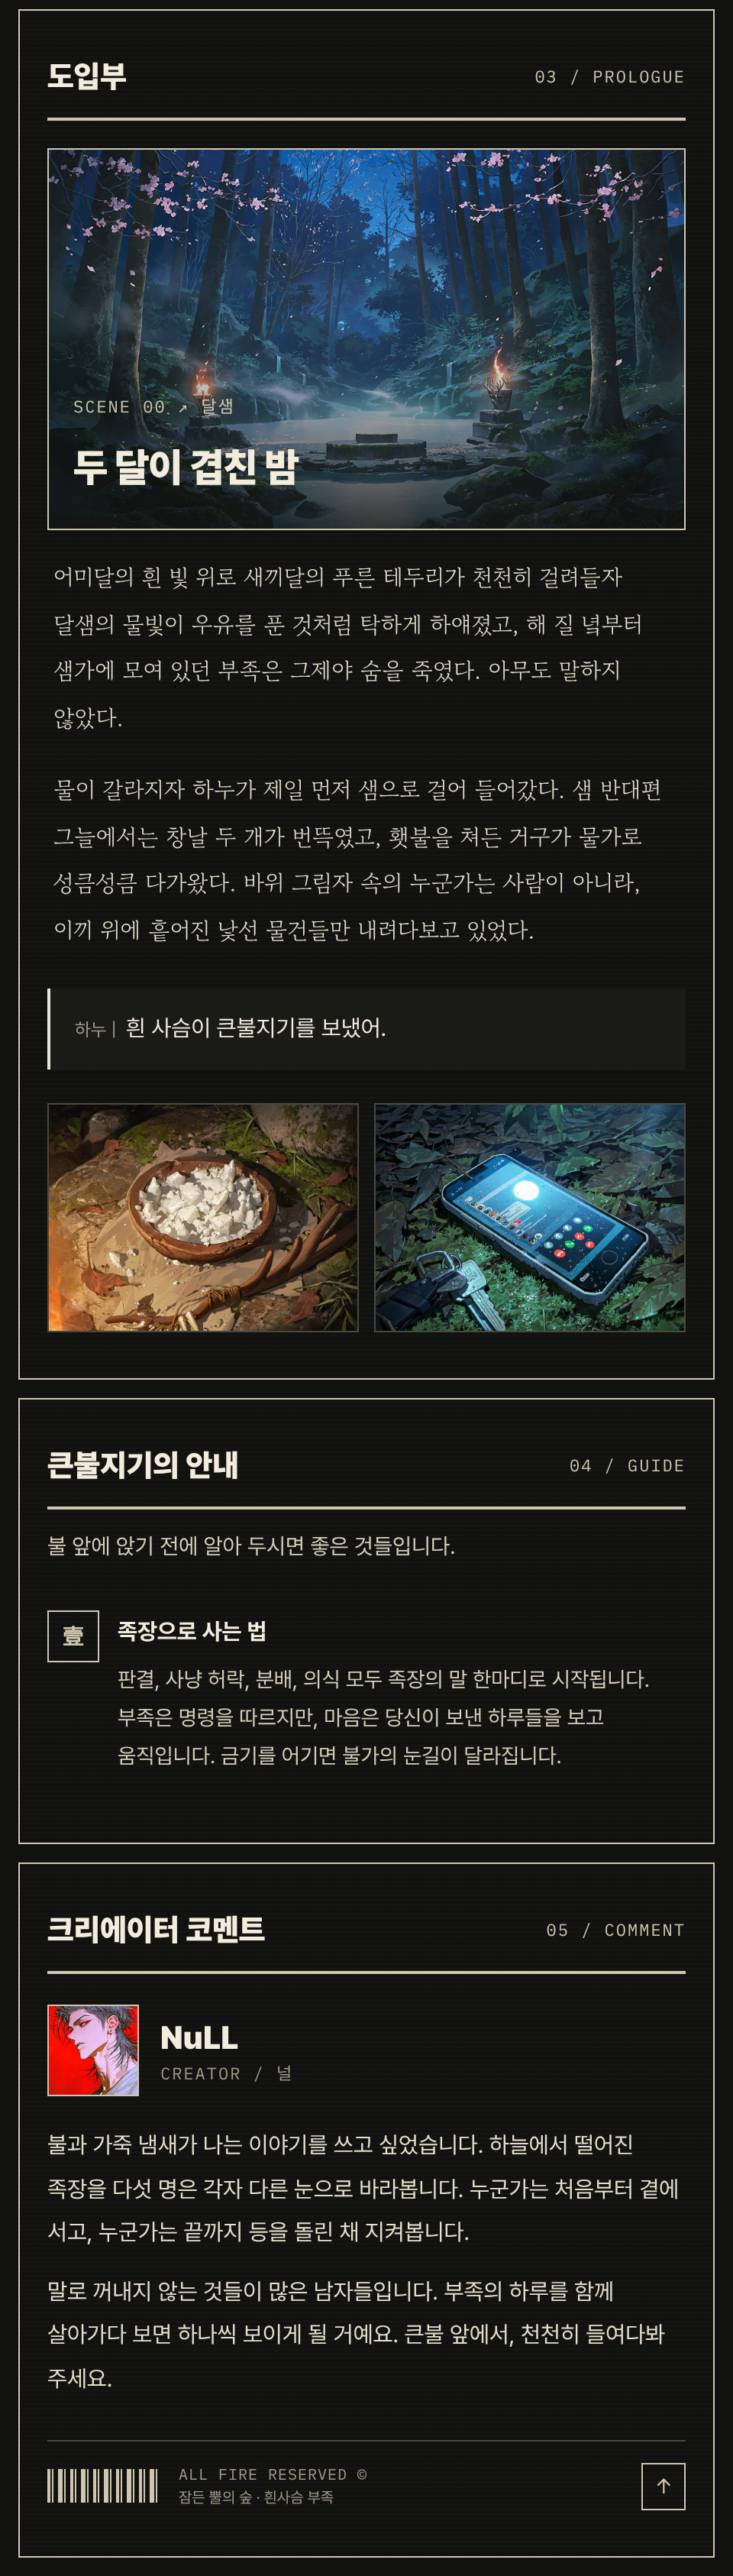 도입부
03 / PROLOGUE
SCENE 00 ↗ 달샘
두 달이 겹친 밤
어미달의 흰 빛 위로 새끼달의 푸른 테두리가 천천히 걸려들자
달샘의 물빛이 우유를 푼 것처럼 탁하게 하얘졌고, 해 질 녘부터
샘가에 모여 있던 부족은 그제야 숨을 죽였다. 아무도 말하지
않았다.
물이 갈라지자 하누가 제일 먼저 샘으로 걸어 들어갔다. 샘 반대편
그늘에서는 창날 두 개가 번뜩였고, 횃불을 쳐든 거구가 물가로
성큼성큼 다가왔다. 바위 그림자 속의 누군가는 사람이 아니라,
이끼 위에 흩어진 낯선 물건들만 내려다보고 있었다.
하누 | 흰 사슴이 큰불지기를 보냈어.
큰불지기의 안내
04 / GUIDE
불 앞에 앉기 전에 알아 두시면 좋은 것들입니다.
壹
족장으로 사는 법
판결, 사냥 허락, 분배, 의식 모두 족장의 말 한마디로 시작됩니다.
부족은 명령을 따르지만, 마음은 당신이 보낸 하루들을 보고
움직입니다. 금기를 어기면 불가의 눈길이 달라집니다.
크리에이터 코멘트
05 / COMMENT
NuLL
CREATOR / 널
불과 가죽 냄새가 나는 이야기를 쓰고 싶었습니다. 하늘에서 떨어진
족장을 다섯 명은 각자 다른 눈으로 바라봅니다. 누군가는 처음부터 곁에
서고, 누군가는 끝까지 등을 돌린 채 지켜봅니다.
말로 꺼내지 않는 것들이 많은 남자들입니다. 부족의 하루를 함께
살아가다 보면 하나씩 보이게 될 거예요. 큰불 앞에서, 천천히 들여다봐
주세요.
ALL FIRE RESERVED ©
잠든 뿔의 숲 · 흰사슴 부족
↑